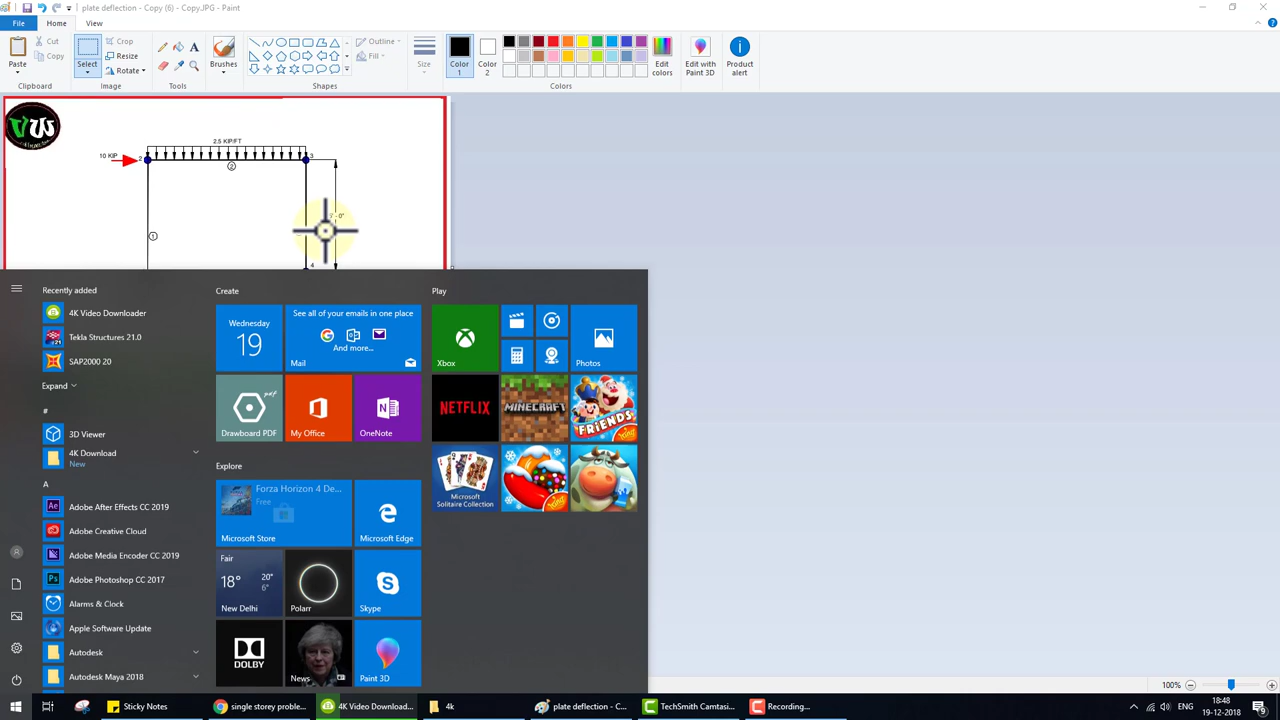 plate deflection - Copy (6) - Copy.JPG - Paint
File
Home
View
Paste
Cut
Copy
Clipboard
Select
Crop
Resize
Rotate
Image
Tools
Brushes
Shapes
Outline
Fill
Size
Color
1
Color
2
Colors
Edit
colors
Edit with
Paint 3D
Product
alert
VW
2.5 KIP/FT
10 KIP
2
3
2
1
4
Recently added
4K Video Downloader
Tekla Structures 21.0
SAP2000 20
Expand
#
3D Viewer
4K Download
New
A
Adobe After Effects CC 2019
Adobe Creative Cloud
Adobe Media Encoder CC 2019
Adobe Photoshop CC 2017
Alarms & Clock
Apple Software Update
Autodesk
Autodesk Maya 2018
Create
Wednesday
19
See all of your emails in one place
And more...
Mail
Drawboard PDF
My Office
OneNote
Explore
Forza Horizon 4 De...
Free
Microsoft Store
Microsoft Edge
Fair
18° 20°
6°
New Delhi
Polarr
Skype
DOLBY
News
Paint 3D
Play
Xbox
Photos
NETFLIX
MINECRAFT
FRIENDS
Microsoft
Solitaire Collection
100%
Sticky Notes
single storey proble...
4K Video Download...
4k
plate deflection - C...
TechSmith Camtasi...
Recording...
ENG
18:48
19-12-2018